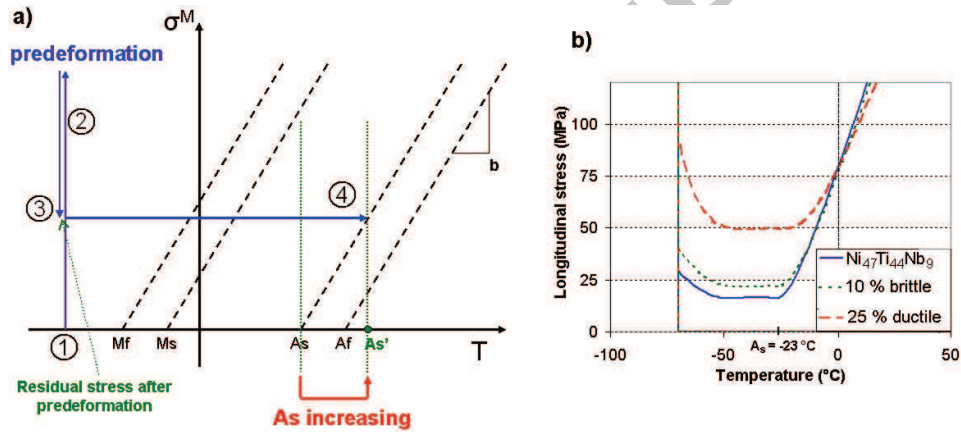 a)
σᴹ
predeformation
②
③
④
b
①
Mf
Ms
As
Af
As'
T
Residual stress after
predeformation
As increasing
b)
Longitudinal stress (MPa)
100
75
50
25
0
Ni₄₇Ti₄₄Nb₉
10 % brittle
25 % ductile
-100
-50
0
50
Aₛ = -23 °C
Temperature (°C)